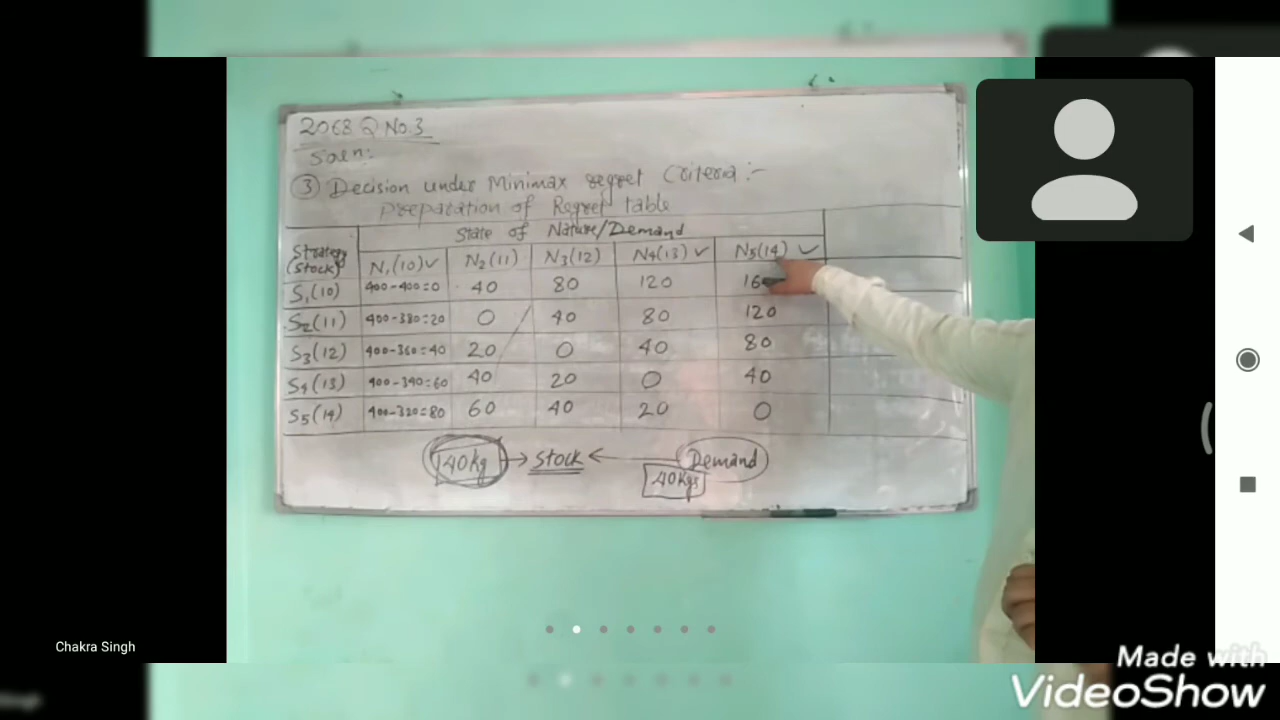 2068 Q No.3
Soln:
③ Decision under Minimax regret Criteria :-
Preparation of Regret table
Strategy (Stock) State of Nature/Demand
N₁(10)✓ N₂(11) N₃(12) N₄(13)✓ N₅(14)✓
S₁(10) 400-400=0 40 80 120 16
S₂(11) 400-380=20 0 40 80 120
S₃(12) 400-360=40 20 0 40 80
S₄(13) 400-340=60 40 20 0 40
S₅(14) 400-320=80 60 40 20 0
40kg → Stock ← Demand
40kgs
Chakra Singh
Made with
VideoShow